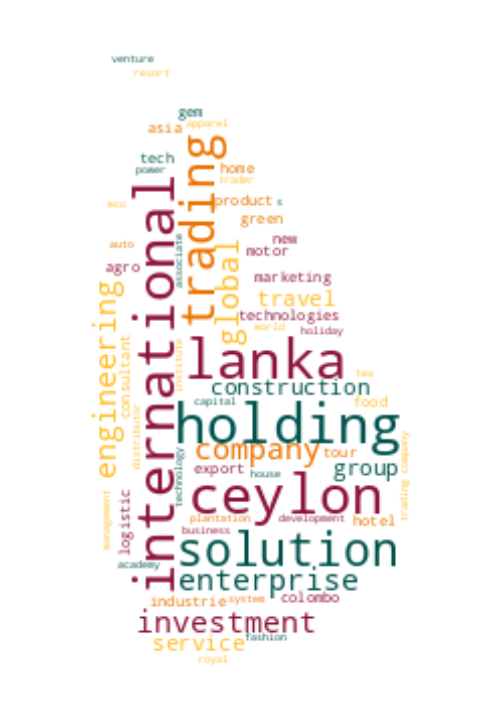 venture
resort
gem
apparel
asia
trading
tech
power
home
trader
international
product
s
eco
green
associate
new
auto
global
motor
agro
marketing
engineering
travel
technologies
world
holiday
consultant
lanka
institute
tea
construction
capital
food
distributor
holding
company
tour
trading company
group
export
house
technology
ceylon
management
logistic
plantation
development
hotel
business
solution
academy
enterprise
industrie
system
colombo
investment
service
fashion
royal